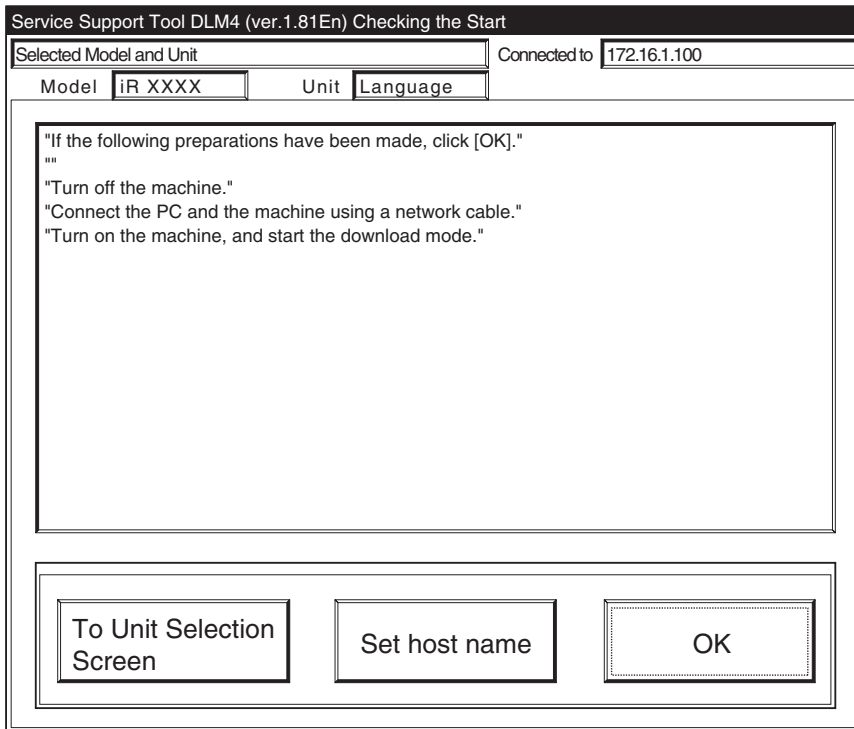 Service Support Tool DLM4 (ver.1.81En) Checking the Start
Selected Model and Unit Connected to 172.16.1.100
Model iR XXXX Unit Language
"If the following preparations have been made, click [OK]."
""
"Turn off the machine."
"Connect the PC and the machine using a network cable."
"Turn on the machine, and start the download mode."
To Unit Selection
Screen
Set host name
OK